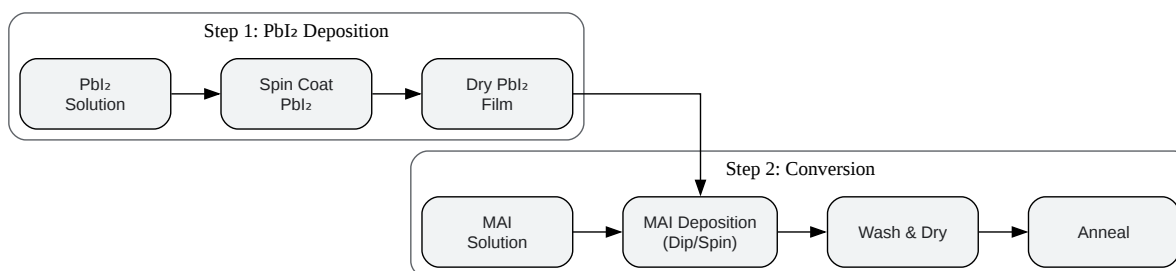 Step 1: PbI₂ Deposition
PbI₂
Solution
Spin Coat
PbI₂
Dry PbI₂
Film
Step 2: Conversion
MAI
Solution
MAI Deposition
(Dip/Spin)
Wash & Dry
Anneal